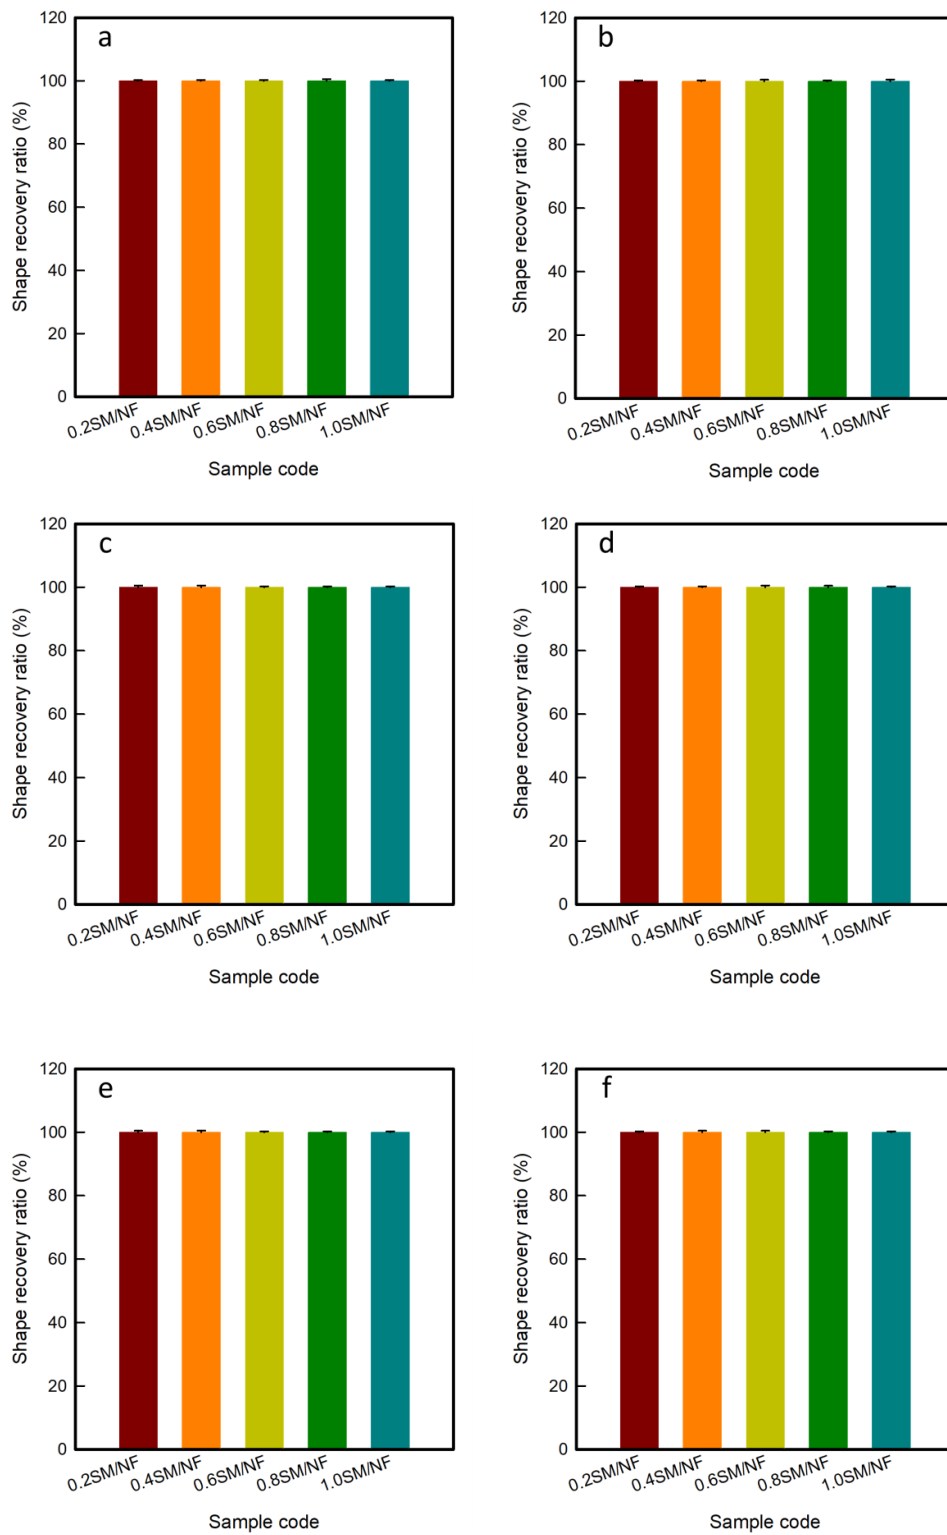 a
120
100
80
60
40
20
0
Shape recovery ratio (%)
0.2SM/NF 0.4SM/NF 0.6SM/NF 0.8SM/NF 1.0SM/NF
Sample code
b
120
100
80
60
40
20
0
Shape recovery ratio (%)
0.2SM/NF 0.4SM/NF 0.6SM/NF 0.8SM/NF 1.0SM/NF
Sample code
c
120
100
80
60
40
20
0
Shape recovery ratio (%)
0.2SM/NF 0.4SM/NF 0.6SM/NF 0.8SM/NF 1.0SM/NF
Sample code
d
120
100
80
60
40
20
0
Shape recovery ratio (%)
0.2SM/NF 0.4SM/NF 0.6SM/NF 0.8SM/NF 1.0SM/NF
Sample code
e
120
100
80
60
40
20
0
Shape recovery ratio (%)
0.2SM/NF 0.4SM/NF 0.6SM/NF 0.8SM/NF 1.0SM/NF
Sample code
f
120
100
80
60
40
20
0
Shape recovery ratio (%)
0.2SM/NF 0.4SM/NF 0.6SM/NF 0.8SM/NF 1.0SM/NF
Sample code